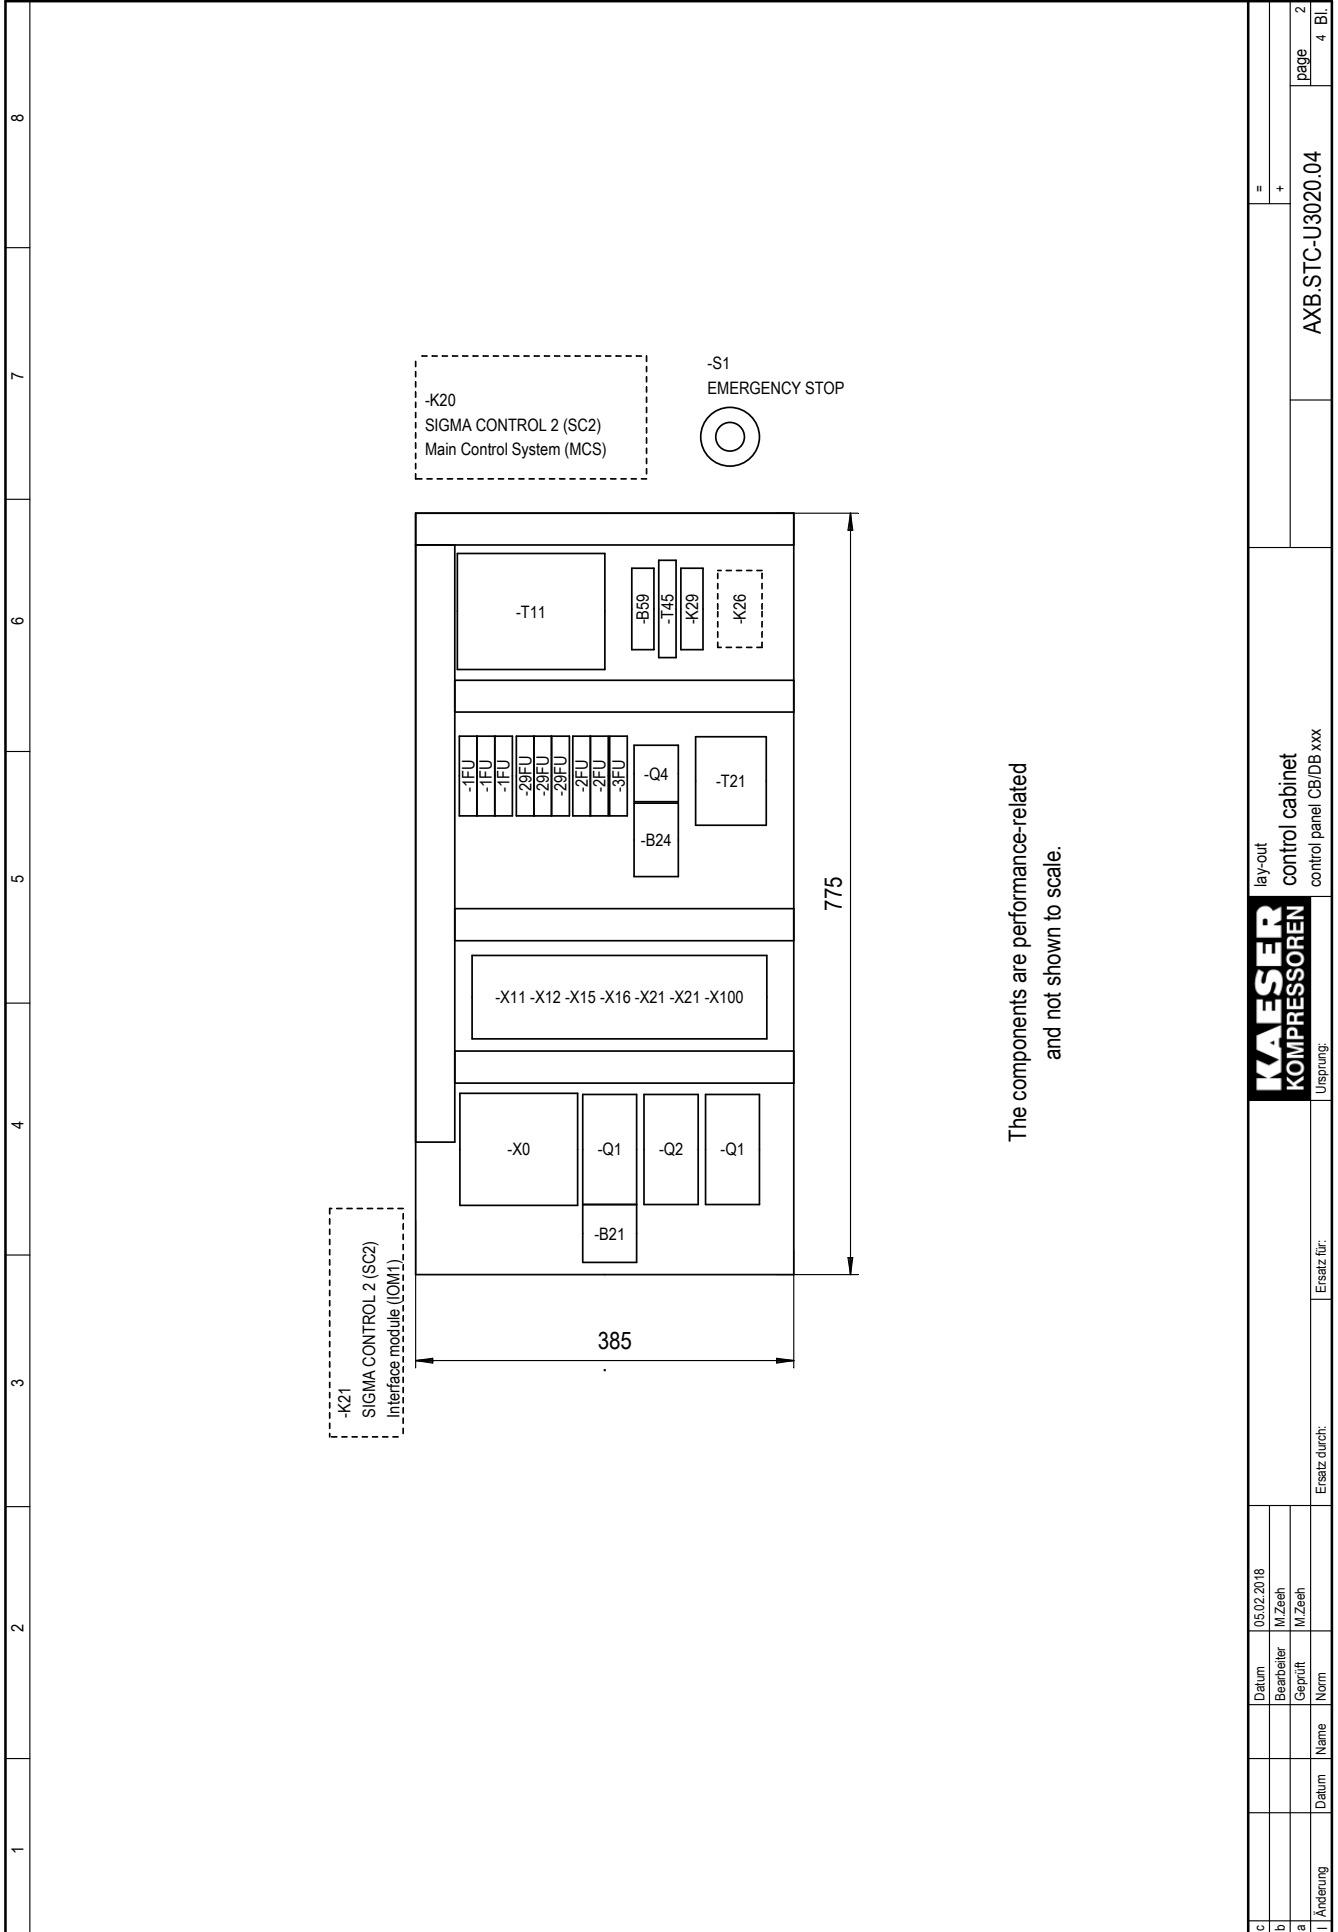 1
2
3
4
5
6
7
8
-K20
SIGMA CONTROL 2 (SC2)
Main Control System (MCS)
-S1
EMERGENCY STOP
-T11
-B59
-T45
-K29
-K26
-1FU
-1FU
-1FU
-29FU
-29FU
-29FU
-2FU
-2FU
-3FU
-Q4
-B24
-T21
-X11 -X12 -X15 -X16 -X21 -X21 -X100
-X0
-Q1
-Q2
-Q1
-B21
775
385
-K21
SIGMA CONTROL 2 (SC2)
Interface module (IOM1)
The components are performance-related
and not shown to scale.
c
b
a
Änderung
Datum
Name
Datum
05.02.2018
Bearbeiter
M.Zeeh
Geprüft
M.Zeeh
Norm
Ersatz durch:
Ersatz für:
Ursprung:
KAESER
KOMPRESSOREN
lay-out
control cabinet
control panel CB/DB xxx
=
+
AXB.STC-U3020.04
page 2
4 Bl.